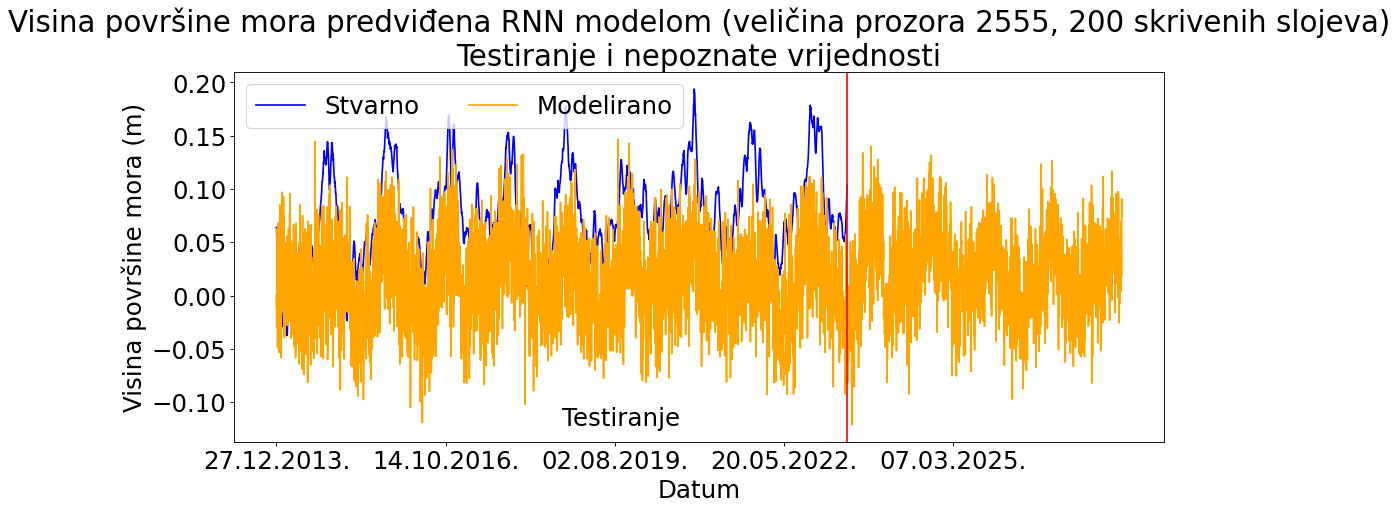 Visina površine mora predviđena RNN modelom (veličina prozora 2555, 200 skrivenih slojeva)
Testiranje i nepoznate vrijednosti
Stvarno Modelirano
Visina površine mora (m)
0.20
0.15
0.10
0.05
0.00
−0.05
−0.10
Testiranje
27.12.2013. 14.10.2016. 02.08.2019. 20.05.2022. 07.03.2025.
Datum